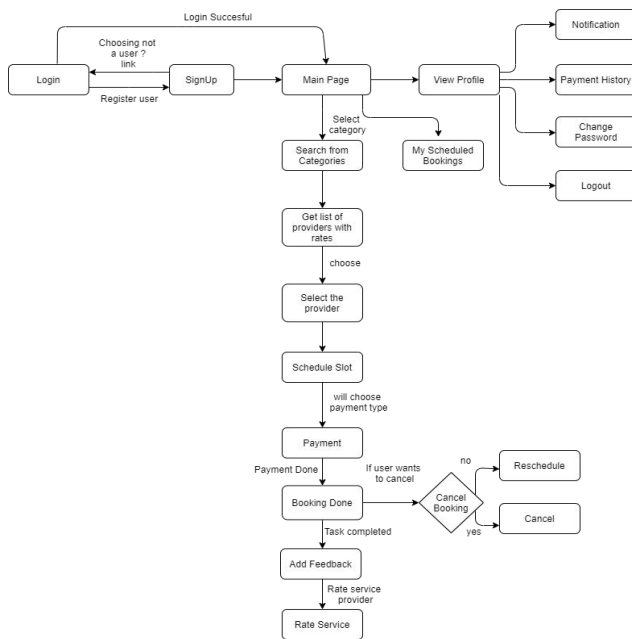 Login Succesful
Notification
Choosing not
a user ?
link
Login
SignUp
Main Page
View Profile
Payment History
Register user
Select
category
Change
Password
Search from
Categories
My Scheduled
Bookings
Logout
Get list of
providers with
rates
choose
Select the
provider
Schedule Slot
will choose
payment type
Payment
Payment Done
If user wants
to cancel
no
Reschedule
Booking Done
Cancel
Booking
Cancel
yes
Task completed
Add Feedback
Rate service
provider
Rate Service